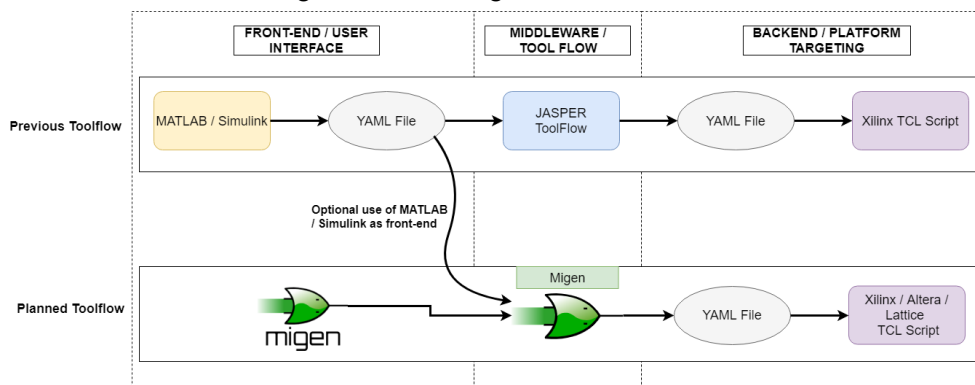 FRONT-END / USER
INTERFACE
MIDDLEWARE /
TOOL FLOW
BACKEND / PLATFORM
TARGETING
Previous Toolflow
MATLAB / Simulink
YAML File
JASPER
ToolFlow
YAML File
Xilinx TCL Script
Optional use of MATLAB
/ Simulink as front-end
Planned Toolflow
migen
Migen
YAML File
Xilinx / Altera /
Lattice
TCL Script